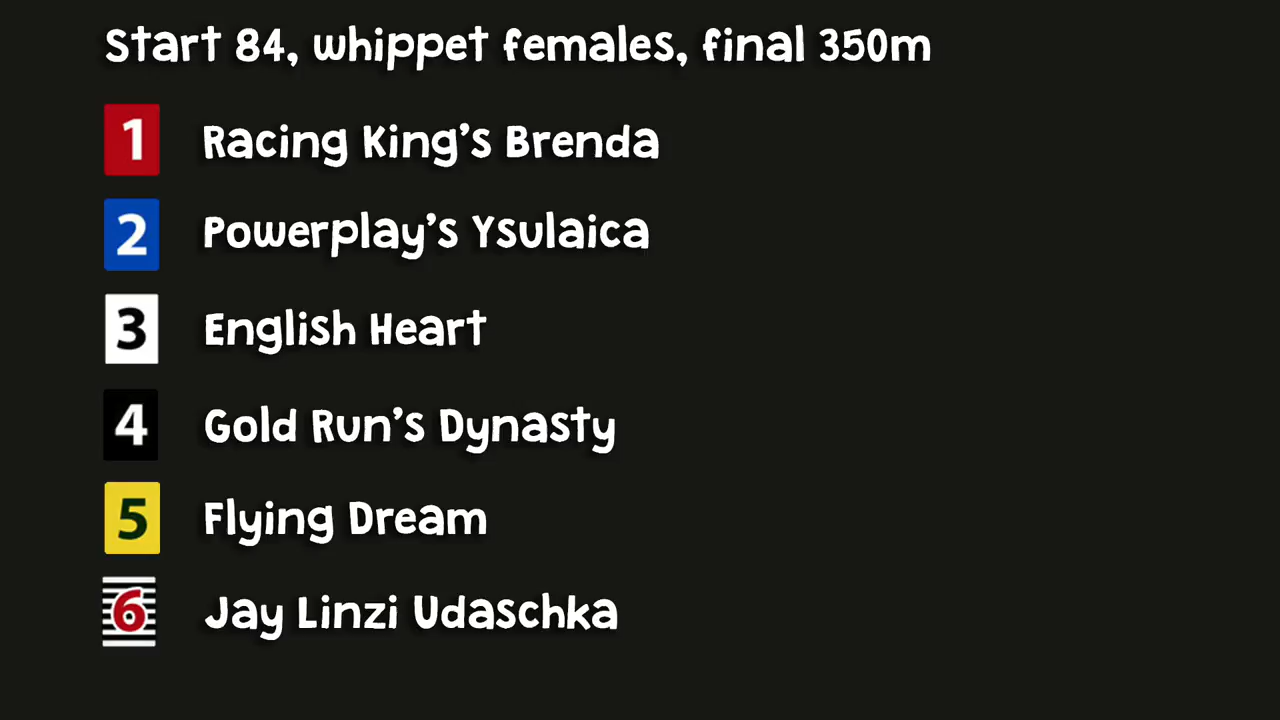 Start 84, whippet females, final 350m
1 Racing King's Brenda
2 Powerplay's Ysulaica
3 English Heart
4 Gold Run's Dynasty
5 Flying Dream
6 Jay Linzi Udaschka